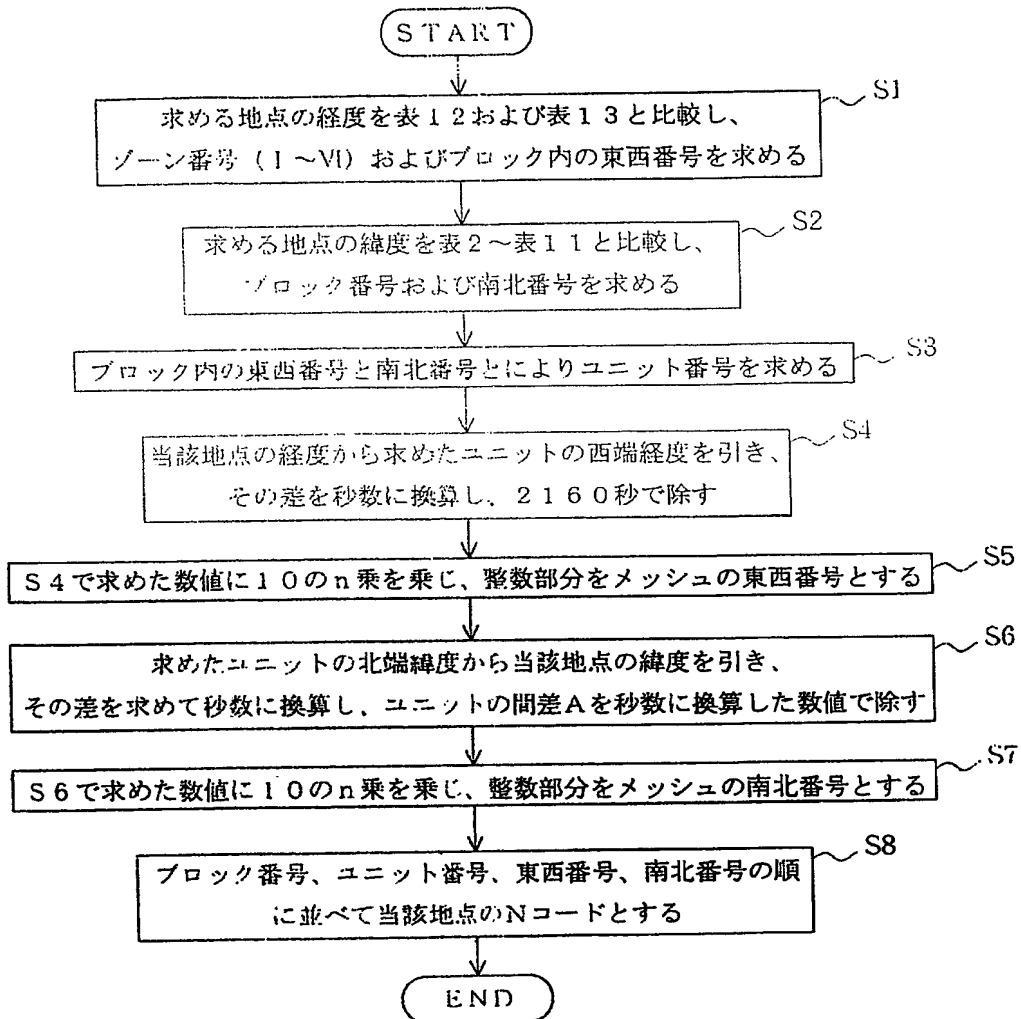 START
S1
求める地点の経度を表12および表13と比較し、
ゾーン番号(I~VI)およびブロック内の東西番号を求める
S2
求める地点の緯度を表2~表11と比較し、
ブロック番号および南北番号を求める
S3
ブロック内の東西番号と南北番号とによりユニット番号を求める
S4
当該地点の経度から求めたユニットの西端経度を引き、
その差を秒数に換算し、2160秒で除す
S5
S4で求めた数値に10のn乗を乗じ、整数部分をメッシュの東西番号とする
S6
求めたユニットの北端緯度から当該地点の緯度を引き、
その差を求めて秒数に換算し、ユニットの間差Aを秒数に換算した数値で除す
S7
S6で求めた数値に10のn乗を乗じ、整数部分をメッシュの南北番号とする
S8
ブロック番号、ユニット番号、東西番号、南北番号の順
に並べて当該地点のNコードとする
END